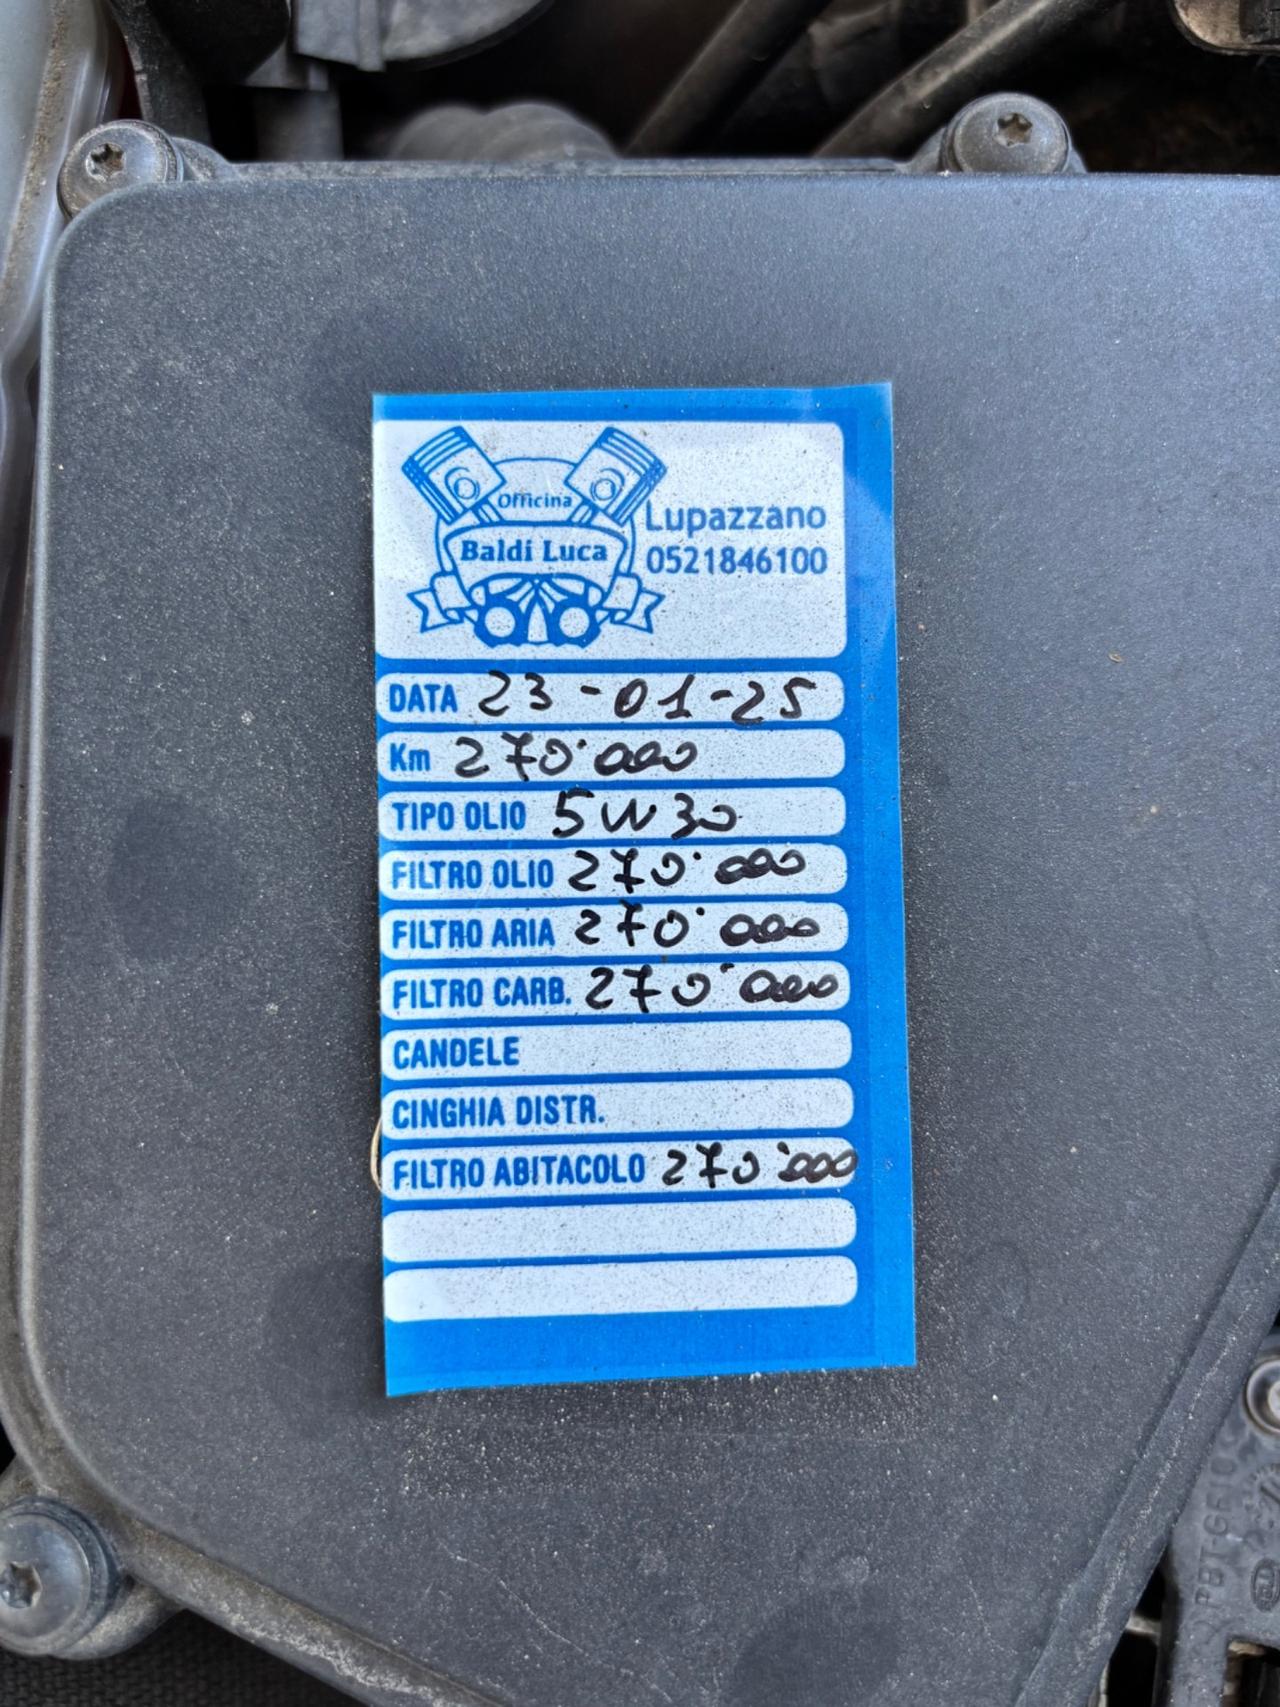 Officina
Baldi Luca
Lupazzano
0521846100
DATA 23-01-25
Km 270'000
TIPO OLIO 5W30
FILTRO OLIO 270'000
FILTRO ARIA 270'000
FILTRO CARB. 270'000
CANDELE
CINGHIA DISTR.
FILTRO ABITACOLO 270'000